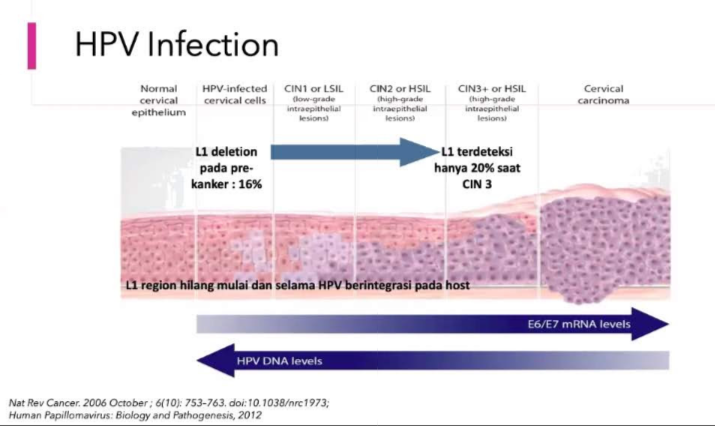 HPV Infection
Normal
cervical
epithelium
HPV-infected
cervical cells
CIN1 or LSIL
(low-grade
intraepithelial
lesions)
CIN2 or HSIL
(high-grade
intraepithelial
lesions)
CIN3+ or HSIL
(high-grade
intraepithelial
lesions)
Cervical
carcinoma
L1 deletion
pada pre-
kanker : 16%
L1 terdeteksi
hanya 20% saat
CIN 3
L1 region hilang mulai dan selama HPV berintegrasi pada host
E6/E7 mRNA levels
HPV DNA levels
Nat Rev Cancer. 2006 October ; 6(10): 753–763. doi:10.1038/nrc1973;
Human Papillomavirus: Biology and Pathogenesis, 2012